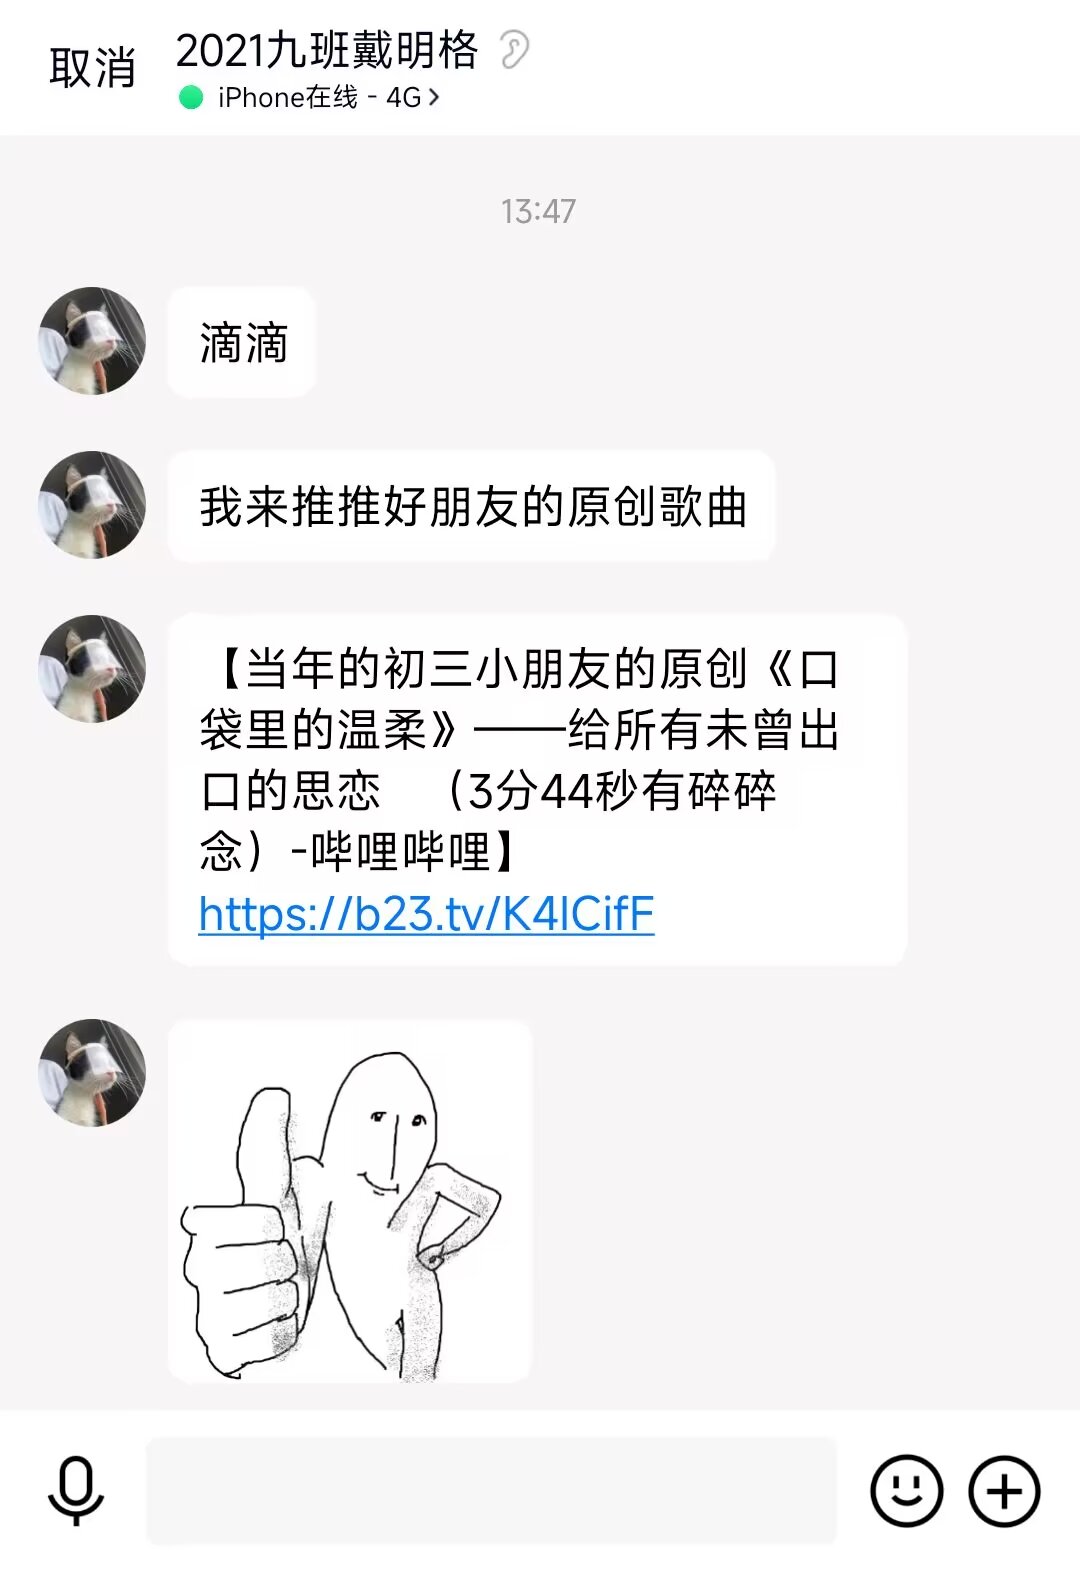 取消
2021九班戴明格
iPhone在线 - 4G
13:47
滴滴
我来推推好朋友的原创歌曲
【当年的初三小朋友的原创《口
袋里的温柔》——给所有未曾出
口的思恋　（3分44秒有碎碎
念）-哔哩哔哩】
https://b23.tv/K4lCifF